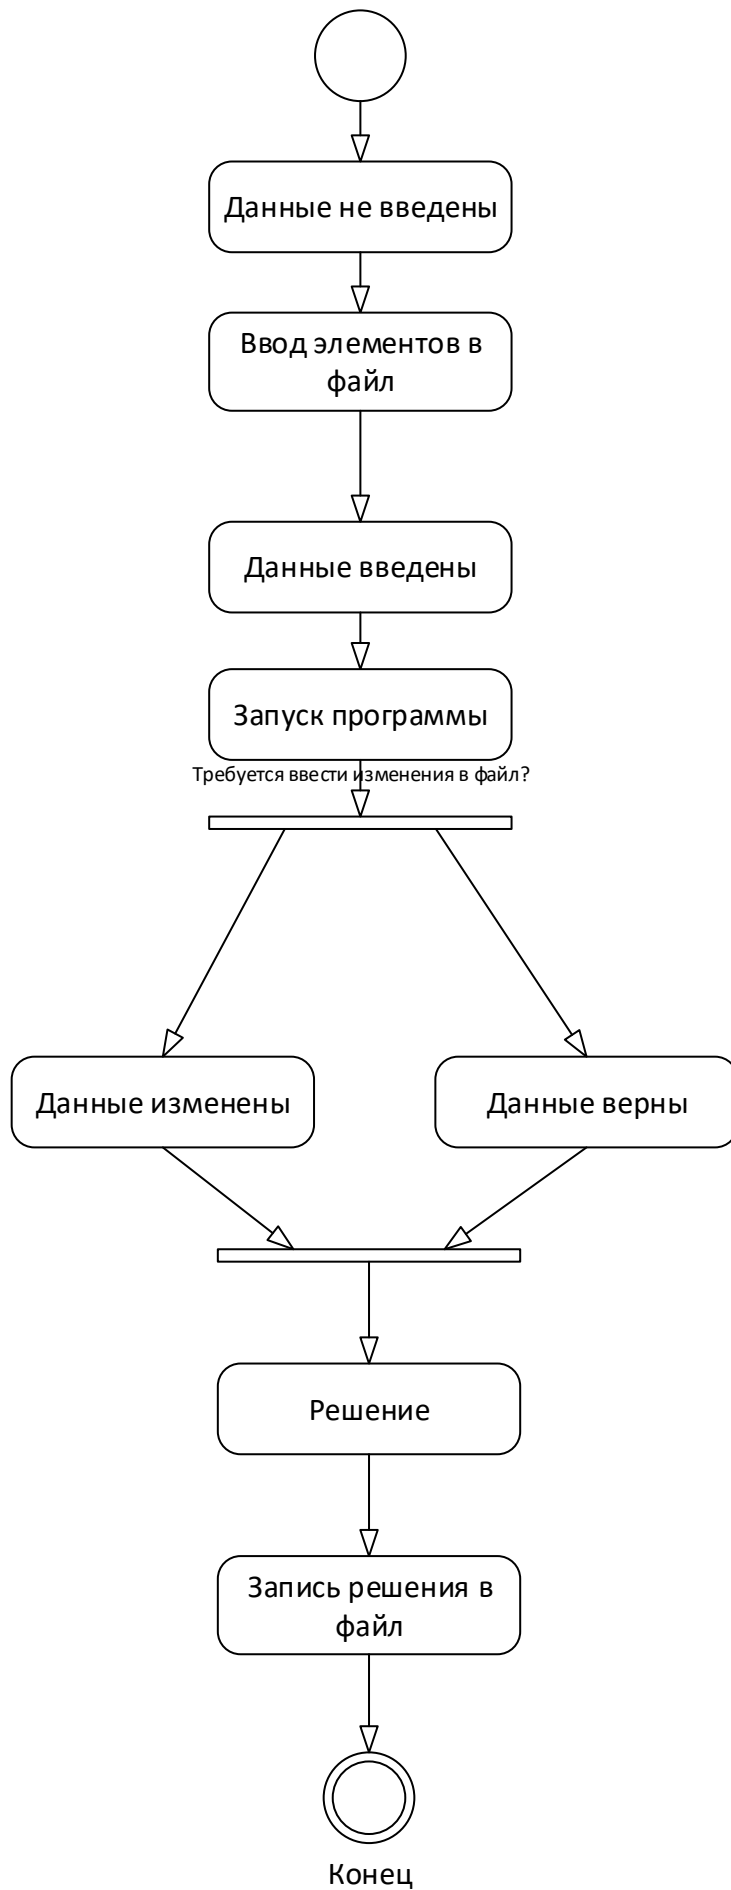 Данные не введены
Ввод элементов в
файл
Данные введены
Запуск программы
Требуется ввести изменения в файл?
Данные изменены
Данные верны
Решение
Запись решения в
файл
Конец